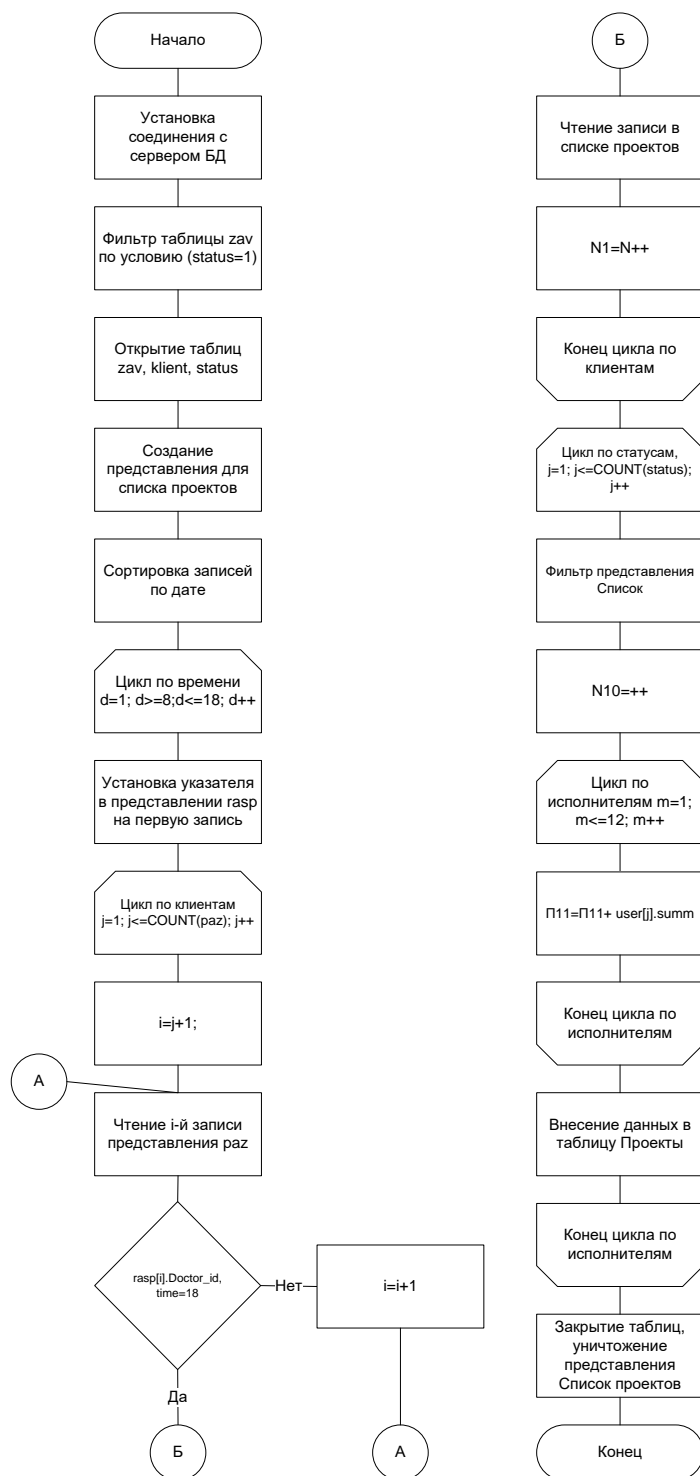 Начало
Установка
соединения с
сервером БД
Фильтр таблицы zav
по условию (status=1)
Открытие таблиц
zav, klient, status
Создание
представления для
списка проектов
Сортировка записей
по дате
Цикл по времени
d=1; d>=8;d<=18; d++
Установка указателя
в представлении rasp
на первую запись
Цикл по клиентам
j=1; j<=COUNT(paz); j++
i=j+1;
А
Чтение i-й записи
представления paz
rasp[i].Doctor_id,
time=18
Нет
i=i+1
Да
Б
А
Б
Чтение записи в
списке проектов
N1=N++
Конец цикла по
клиентам
Цикл по статусам,
j=1; j<=COUNT(status);
j++
Фильтр представления
Список
N10=++
Цикл по
исполнителям m=1;
m<=12; m++
П11=П11+ user[j].summ
Конец цикла по
исполнителям
Внесение данных в
таблицу Проекты
Конец цикла по
исполнителям
Закрытие таблиц,
уничтожение
представления
Список проектов
Конец